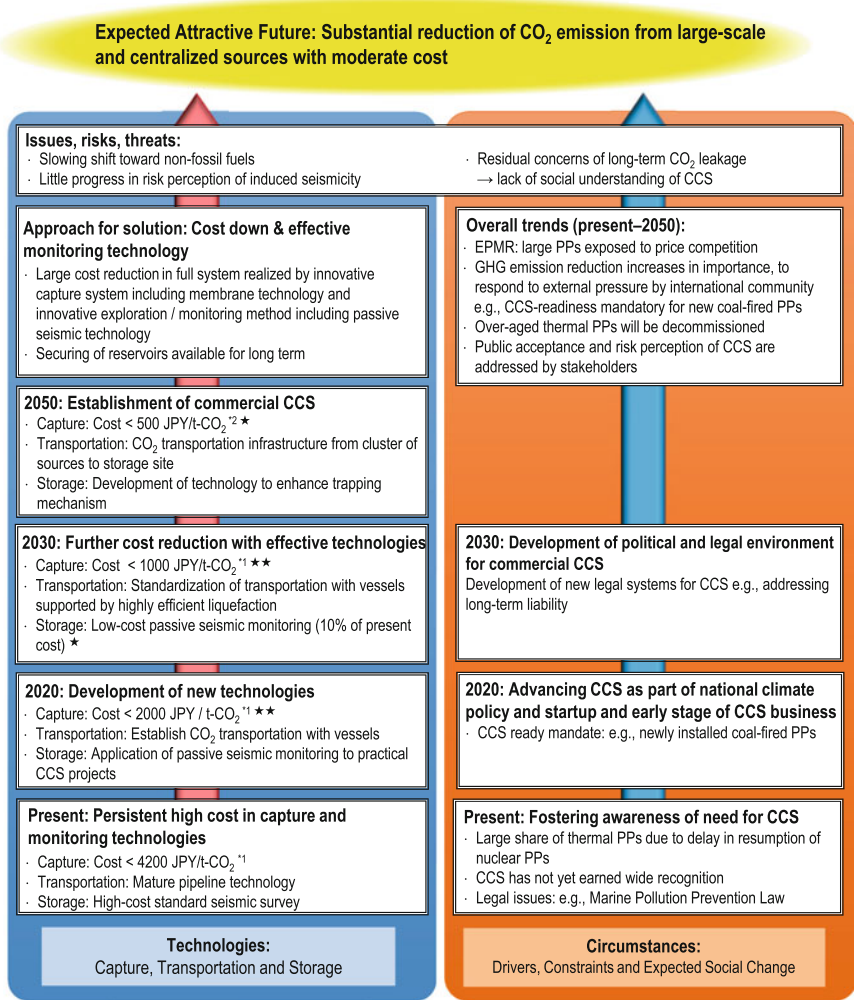 Expected Attractive Future: Substantial reduction of CO₂ emission from large-scale
and centralized sources with moderate cost
Issues, risks, threats:
· Slowing shift toward non-fossil fuels
· Little progress in risk perception of induced seismicity
· Residual concerns of long-term CO₂ leakage
→ lack of social understanding of CCS
Approach for solution: Cost down & effective
monitoring technology
· Large cost reduction in full system realized by innovative
capture system including membrane technology and
innovative exploration / monitoring method including passive
seismic technology
· Securing of reservoirs available for long term
2050: Establishment of commercial CCS
· Capture: Cost < 500 JPY/t-CO₂ *2 ★
· Transportation: CO₂ transportation infrastructure from cluster of
sources to storage site
· Storage: Development of technology to enhance trapping
mechanism
2030: Further cost reduction with effective technologies
· Capture: Cost < 1000 JPY/t-CO₂ *1 ★★
· Transportation: Standardization of transportation with vessels
supported by highly efficient liquefaction
· Storage: Low-cost passive seismic monitoring (10% of present
cost) ★
2020: Development of new technologies
· Capture: Cost < 2000 JPY / t-CO₂ *1 ★★
· Transportation: Establish CO₂ transportation with vessels
· Storage: Application of passive seismic monitoring to practical
CCS projects
Present: Persistent high cost in capture and
monitoring technologies
· Capture: Cost < 4200 JPY/t-CO₂ *1
· Transportation: Mature pipeline technology
· Storage: High-cost standard seismic survey
Technologies:
Capture, Transportation and Storage
Overall trends (present–2050):
· EPMR: large PPs exposed to price competition
· GHG emission reduction increases in importance, to
respond to external pressure by international community
e.g., CCS-readiness mandatory for new coal-fired PPs
· Over-aged thermal PPs will be decommissioned
· Public acceptance and risk perception of CCS are
addressed by stakeholders
2030: Development of political and legal environment
for commercial CCS
Development of new legal systems for CCS e.g., addressing
long-term liability
2020: Advancing CCS as part of national climate
policy and startup and early stage of CCS business
· CCS ready mandate: e.g., newly installed coal-fired PPs
Present: Fostering awareness of need for CCS
· Large share of thermal PPs due to delay in resumption of
nuclear PPs
· CCS has not yet earned wide recognition
· Legal issues: e.g., Marine Pollution Prevention Law
Circumstances:
Drivers, Constraints and Expected Social Change